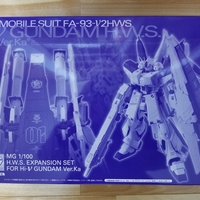 MOBILE SUIT FA-93-ν2HWS
ν GUNDAM H.W.S.
Ver.Ka
MG 1/100
H.W.S. EXPANSION SET
FOR Hi-ν GUNDAM Ver.Ka